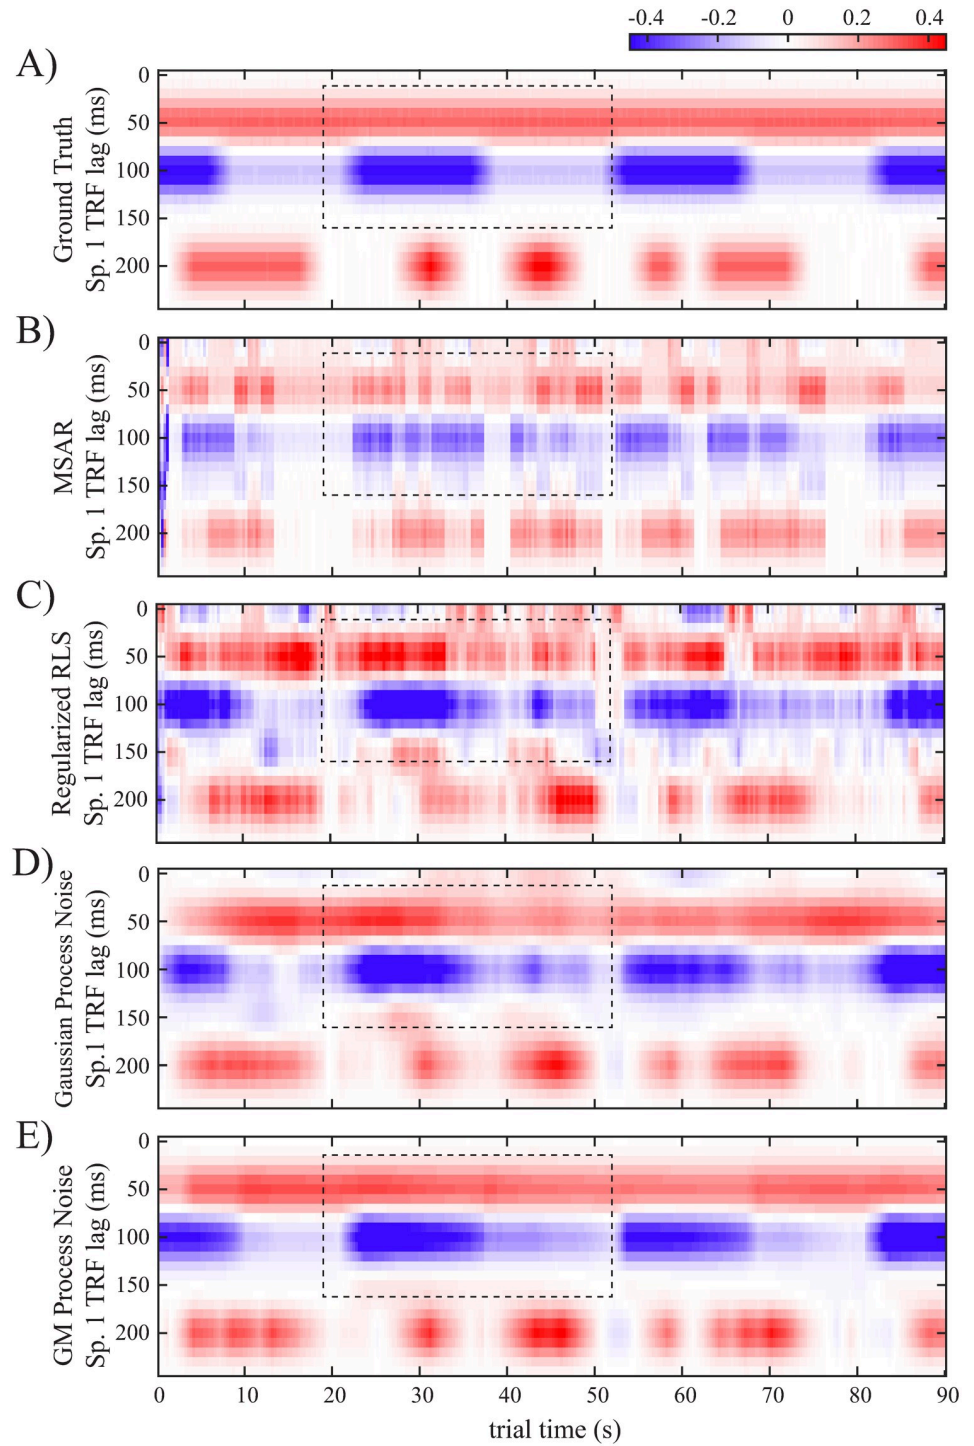 -0.4 -0.2 0 0.2 0.4
A)
Ground Truth
Sp. 1 TRF lag (ms)
0
50
100
150
200
B)
MSAR
Sp. 1 TRF lag (ms)
0
50
100
150
200
C)
Regularized RLS
Sp. 1 TRF lag (ms)
0
50
100
150
200
D)
Gaussian Process Noise
Sp.1 TRF lag (ms)
0
50
100
150
200
E)
GM Process Noise
Sp. 1 TRF lag (ms)
0
50
100
150
200
0 10 20 30 40 50 60 70 80 90
trial time (s)